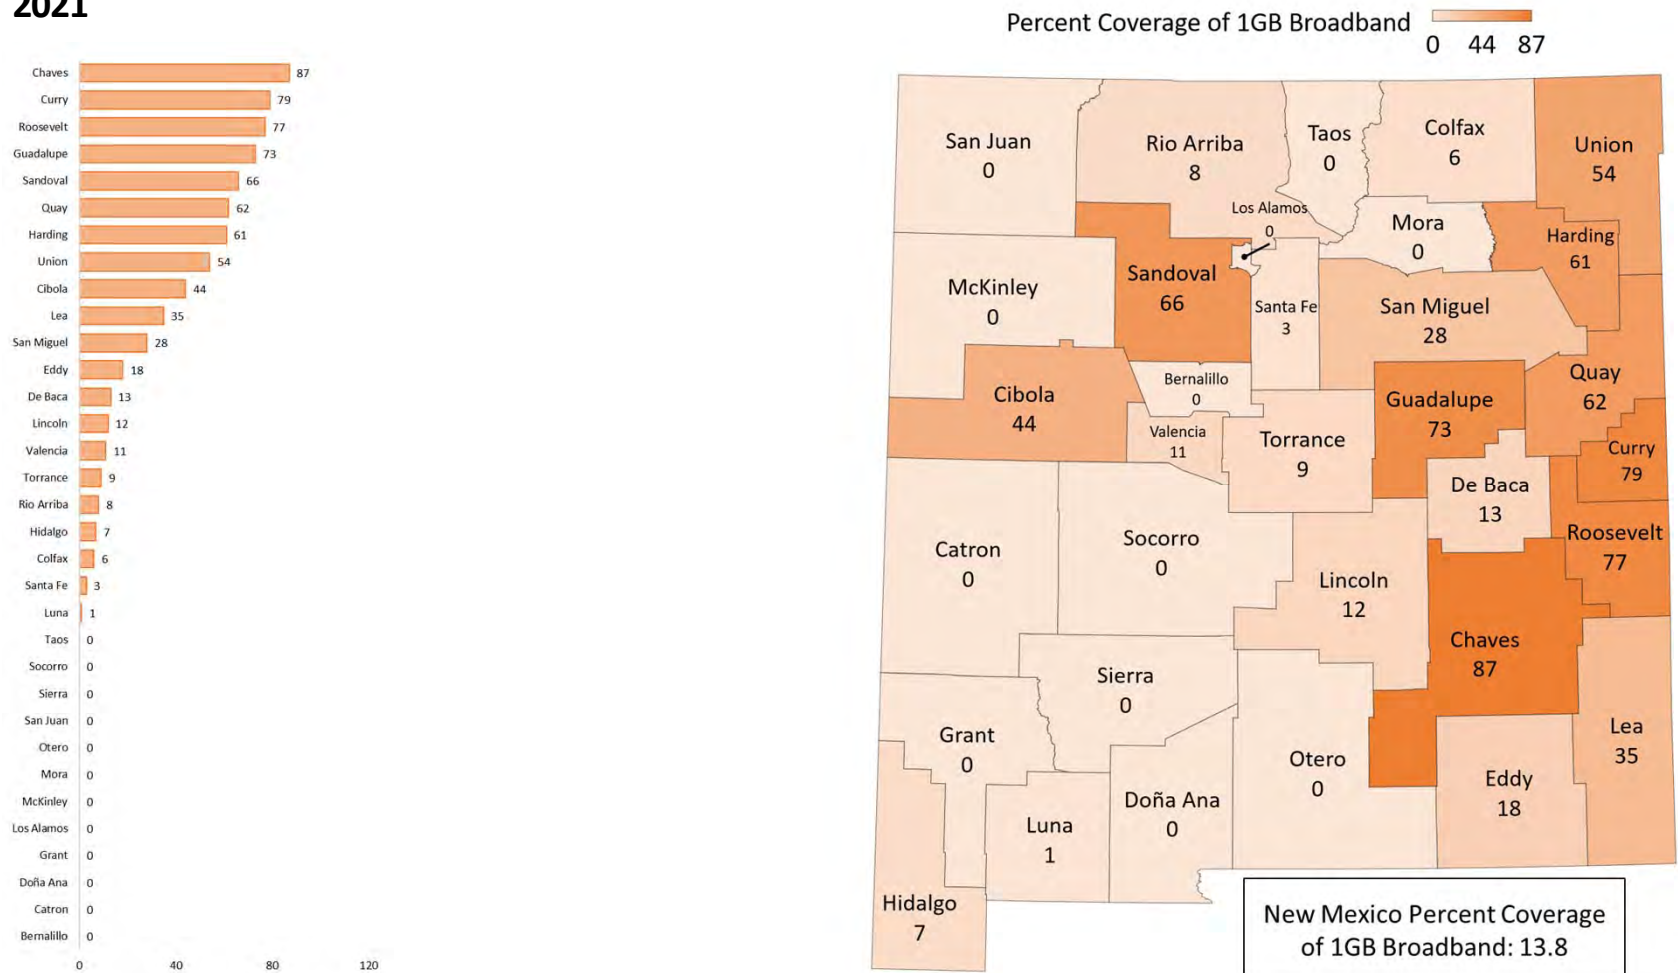 2021
Chaves 87
Curry 79
Roosevelt 77
Guadalupe 73
Sandoval 66
Quay 62
Harding 61
Union 54
Cibola 44
Lea 35
San Miguel 28
Eddy 18
De Baca 13
Lincoln 12
Valencia 11
Torrance 9
Rio Arriba 8
Hidalgo 7
Colfax 6
Santa Fe 3
Luna 1
Taos 0
Socorro 0
Sierra 0
San Juan 0
Otero 0
Mora 0
McKinley 0
Los Alamos 0
Grant 0
Doña Ana 0
Catron 0
Bernalillo 0
0 40 80 120
Percent Coverage of 1GB Broadband
0 44 87
San Juan
0
Rio Arriba
8
Taos
0
Colfax
6
Union
54
Los Alamos
0
Mora
0
Harding
61
McKinley
0
Sandoval
66
Santa Fe
3
San Miguel
28
Quay
62
Cibola
44
Bernalillo
0
Guadalupe
73
Valencia
11
Torrance
9
Curry
79
De Baca
13
Roosevelt
77
Catron
0
Socorro
0
Lincoln
12
Chaves
87
Sierra
0
Grant
0
Otero
0
Lea
35
Eddy
18
Doña Ana
0
Luna
1
Hidalgo
7
New Mexico Percent Coverage
of 1GB Broadband: 13.8